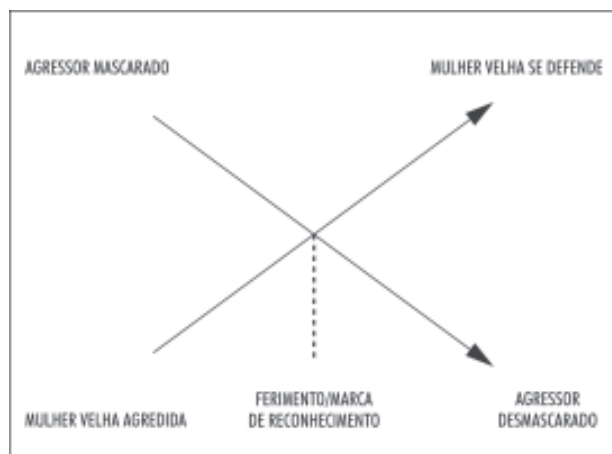 AGRESSOR MASCARADO
MULHER VELHA SE DEFENDE
MULHER VELHA AGREDIDA
FERIMENTO/MARCA
DE RECONHECIMENTO
AGRESSOR
DESMASCARADO